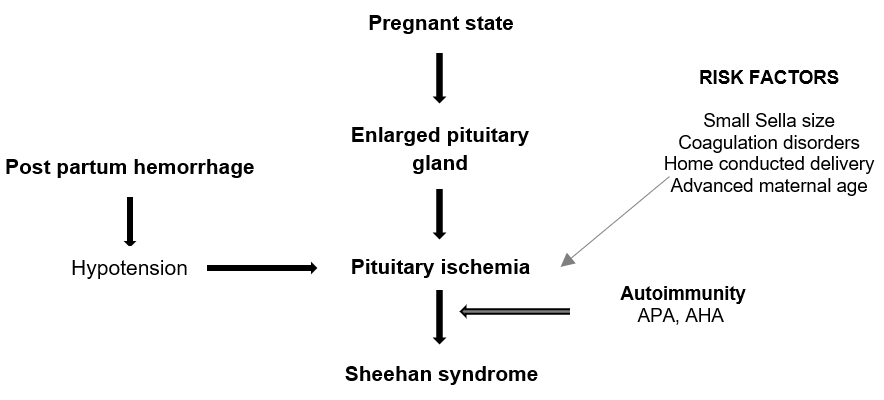 Pregnant state
RISK FACTORS
Small Sella size
Coagulation disorders
Home conducted delivery
Advanced maternal age
Enlarged pituitary
gland
Post partum hemorrhage
Hypotension
Pituitary ischemia
Autoimmunity
APA, AHA
Sheehan syndrome